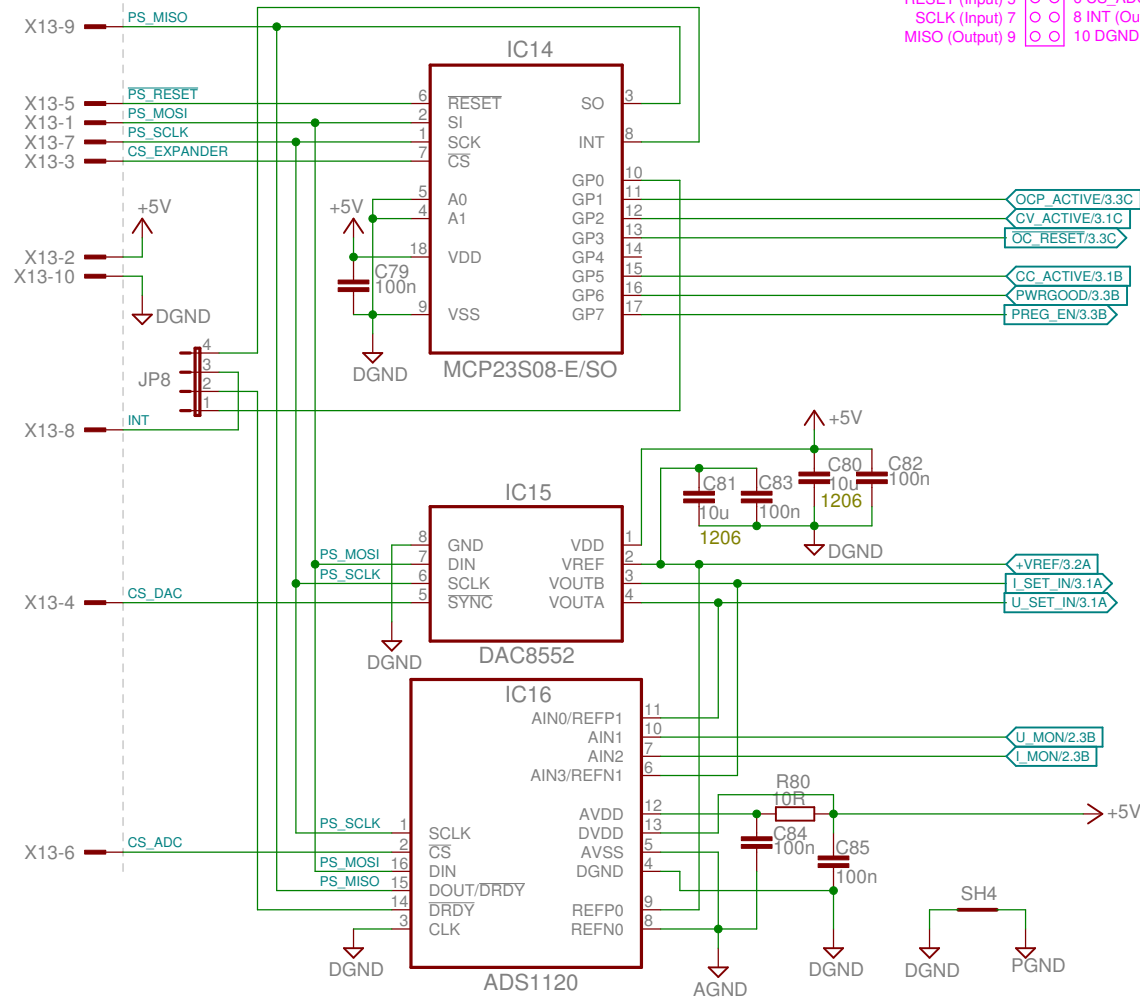 RESET (Input) 5
6 CS_ADC
SCLK (Input) 7
8 INT (Ou
MISO (Output) 9
10 DGND
X13-9
PS_MISO
IC14
X13-5
PS_RESET
6
RESET
SO
3
X13-1
PS_MOSI
2
SI
X13-7
PS_SCLK
1
SCK
INT
8
X13-3
CS_EXPANDER
7
CS
GP0
10
5
A0
GP1
11
OCP_ACTIVE/3.3C
+5V
+5V
4
A1
GP2
12
CV_ACTIVE/3.1C
GP3
13
OC_RESET/3.3C
X13-2
18
VDD
GP4
14
X13-10
C79
100n
GP5
15
CC_ACTIVE/3.1B
GP6
16
PWRGOOD/3.3B
DGND
9
VSS
GP7
17
PREG_EN/3.3B
JP8
4
3
2
1
DGND
MCP23S08-E/SO
X13-8
INT
+5V
C81
10u
1206
C83
100n
C80
10u
1206
C82
100n
DGND
IC15
8
GND
VDD
1
PS_MOSI
7
DIN
VREF
2
+VREF/3.2A
PS_SCLK
6
SCLK
VOUTB
3
I_SET_IN/3.1A
X13-4
CS_DAC
5
SYNC
VOUTA
4
U_SET_IN/3.1A
DGND
DAC8552
IC16
AIN0/REFP1
11
AIN1
10
U_MON/2.3B
AIN2
7
I_MON/2.3B
AIN3/REFN1
6
R80
10R
AVDD
12
+5V
PS_SCLK
1
SCLK
DVDD
13
C84
100n
X13-6
CS_ADC
2
CS
AVSS
5
C85
100n
PS_MOSI
16
DIN
DGND
4
PS_MISO
15
DOUT/DRDY
14
DRDY
REFP0
9
SH4
3
CLK
REFN0
8
DGND
ADS1120
AGND
DGND
DGND
PGND